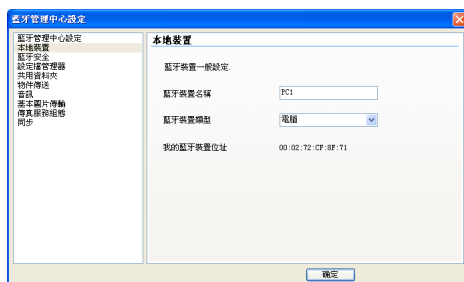 藍牙管理中心設定
藍牙管理中心設定
本地裝置
藍牙安全
設定檔管理器
共用資料夾
物件傳送
音訊
基本圖片傳輸
傳真服務組態
同步
本地裝置
藍牙裝置一般設定.
藍牙裝置名稱 PC1
藍牙裝置類型 電腦
我的藍牙裝置位址 00:02:72:CF:8F:71
確定